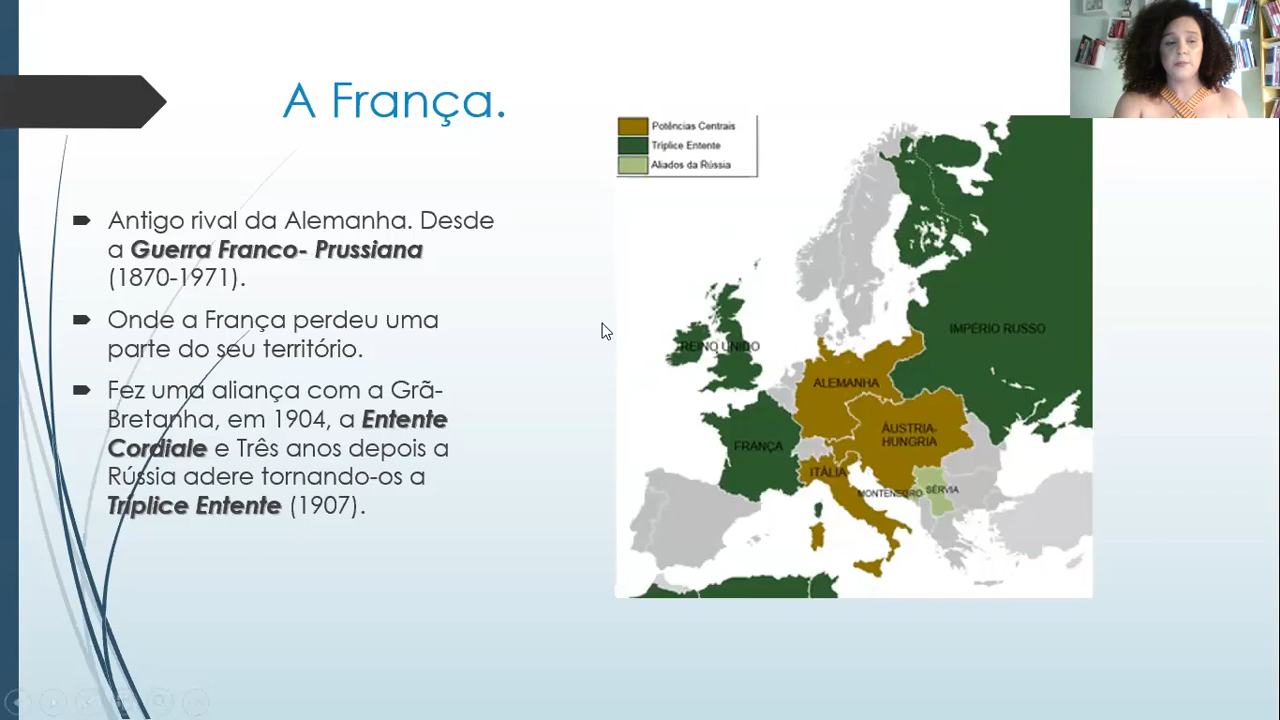 A França.
Antigo rival da Alemanha. Desde
a Guerra Franco- Prussiana
(1870-1971).
Onde a França perdeu uma
parte do seu território.
Fez uma aliança com a Grã-
Bretanha, em 1904, a Entente
Cordiale e Três anos depois a
Rússia adere tornando-os a
Tríplice Entente (1907).
Potências Centrais
Tríplice Entente
Aliados da Rússia
IMPÉRIO RUSSO
REINO UNIDO
ALEMANHA
ÁUSTRIA-
HUNGRIA
FRANÇA
ITÁLIA
MONTENEGRO
SÉRVIA